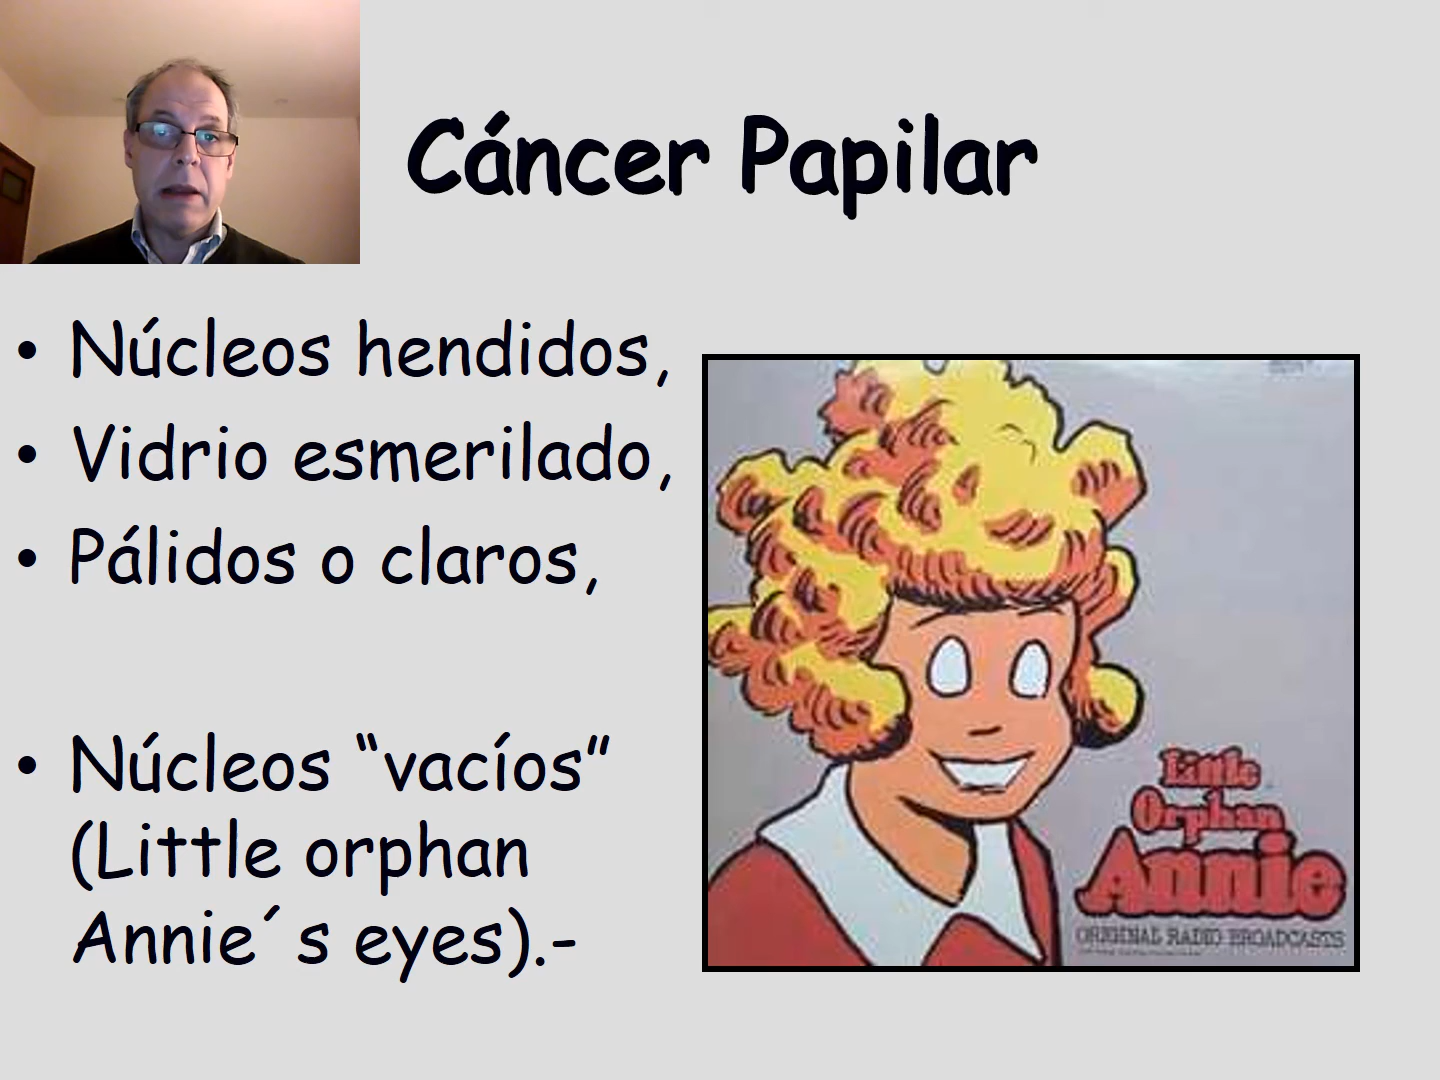 Cáncer Papilar
• Núcleos hendidos,
• Vidrio esmerilado,
• Pálidos o claros,
• Núcleos “vacíos”
(Little orphan
Annie´s eyes).-
Little
Orphan
Annie
ORIGINAL RADIO BROADCASTS